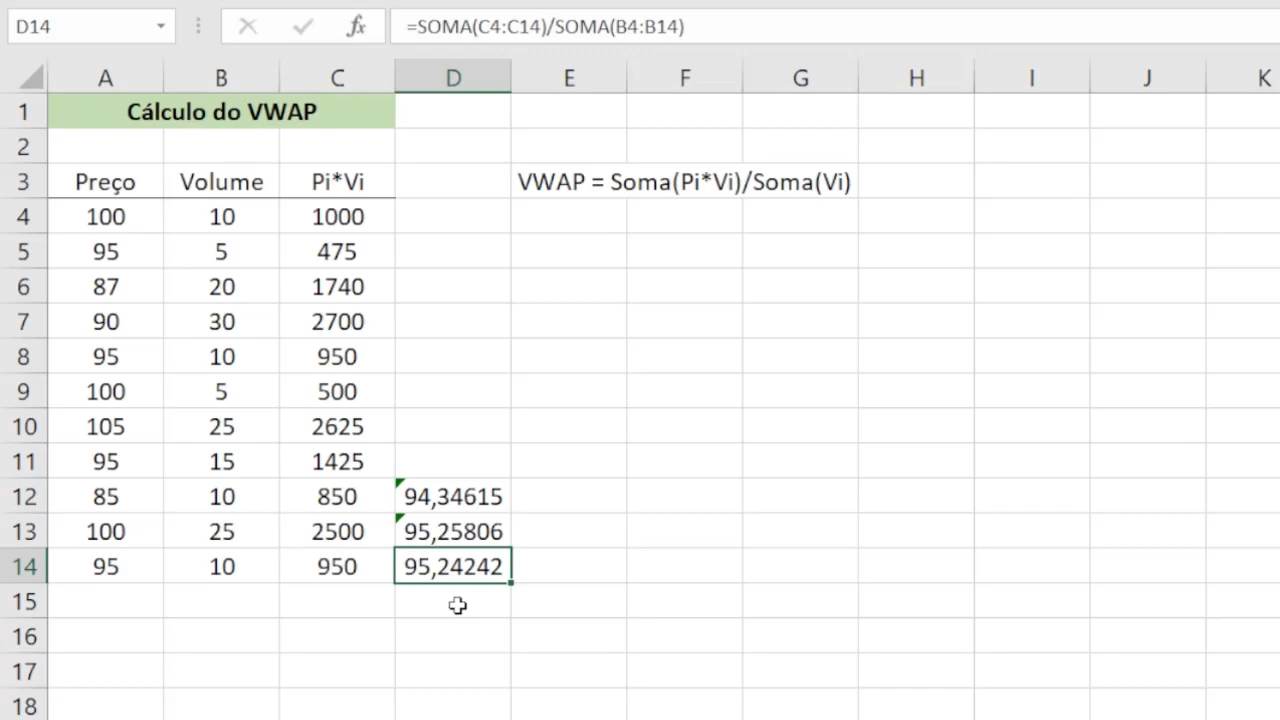 D14 fx =SOMA(C4:C14)/SOMA(B4:B14)
A B C D E F G H I J K
1 Cálculo do VWAP
2
3 Preço Volume Pi*Vi VWAP = Soma(Pi*Vi)/Soma(Vi)
4 100 10 1000
5 95 5 475
6 87 20 1740
7 90 30 2700
8 95 10 950
9 100 5 500
10 105 25 2625
11 95 15 1425
12 85 10 850 94,34615
13 100 25 2500 95,25806
14 95 10 950 95,24242
15
16
17
18